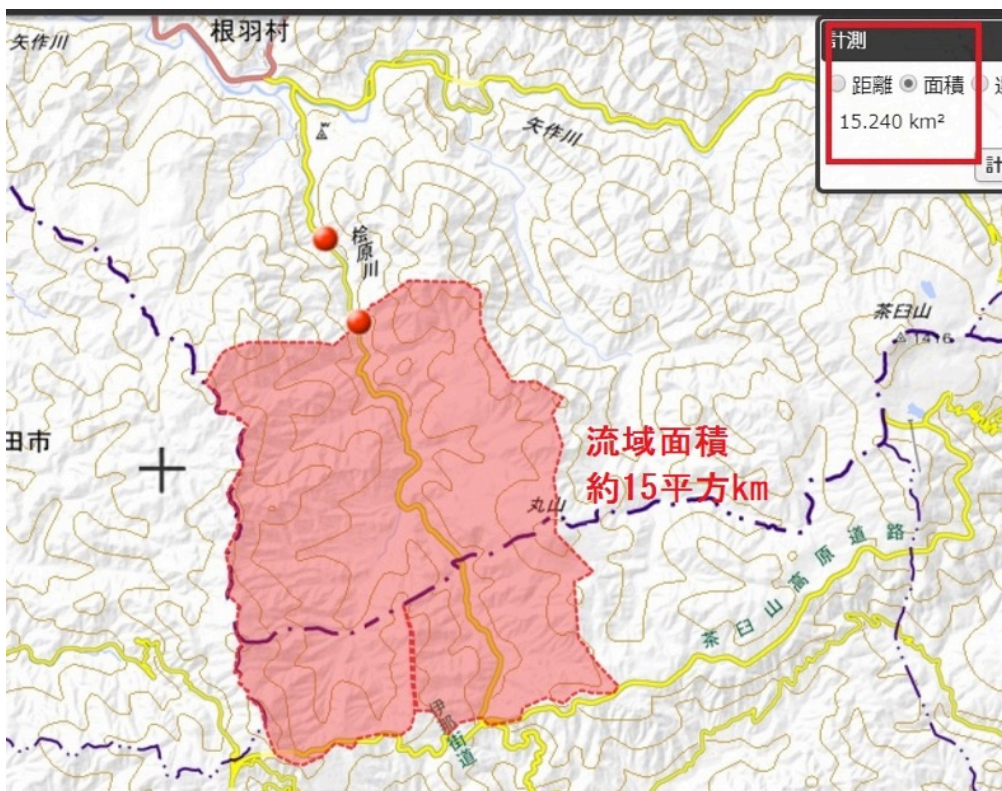 矢作川
根羽村
計測
距離
面積
15.240 km²
計
矢作川
桧原川
茶臼山
田市
流域面積
約15平方km
丸山
茶臼山高原道路
伊那街道